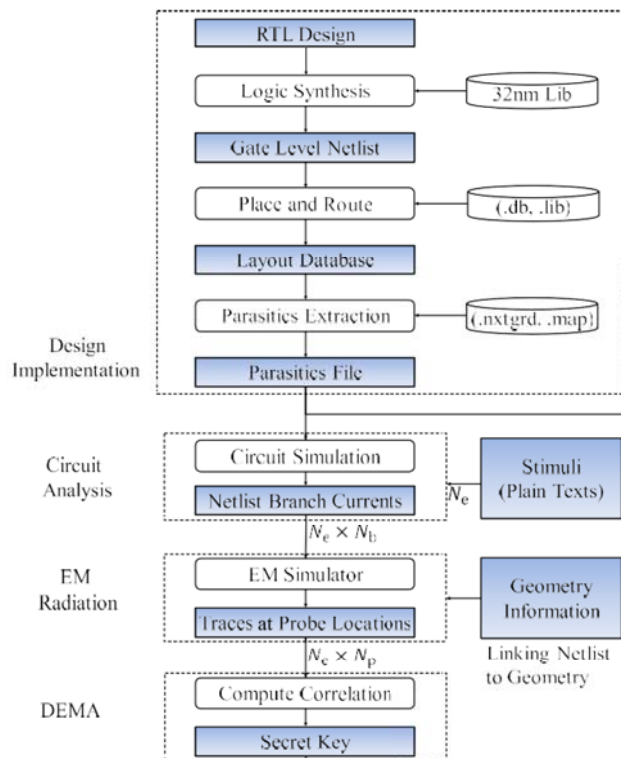 RTL Design
Logic Synthesis
32nm Lib
Gate Level Netlist
Place and Route
(.db, .lib)
Layout Database
Parasitics Extraction
(.nxtgrd, .map)
Design
Implementation
Parasitics File
Circuit
Analysis
Circuit Simulation
Netlist Branch Currents
Nₑ
Stimuli
(Plain Texts)
Nₑ × N_b
EM
Radiation
EM Simulator
Traces at Probe Locations
Geometry
Information
Linking Netlist
to Geometry
Nₑ × N_p
DEMA
Compute Correlation
Secret Key